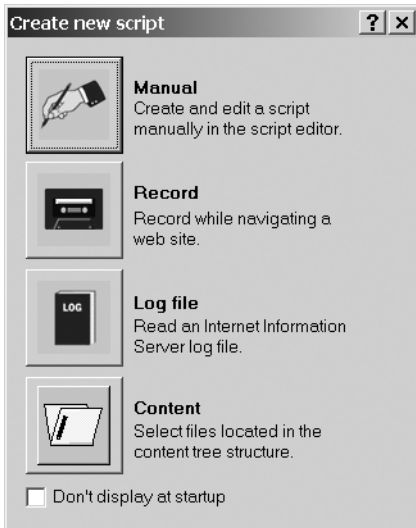 Create new script ? ×
Manual
Create and edit a script
manually in the script editor.
Record
Record while navigating a
web site.
LOG
Log file
Read an Internet Information
Server log file.
Content
Select files located in the
content tree structure.
Don't display at startup